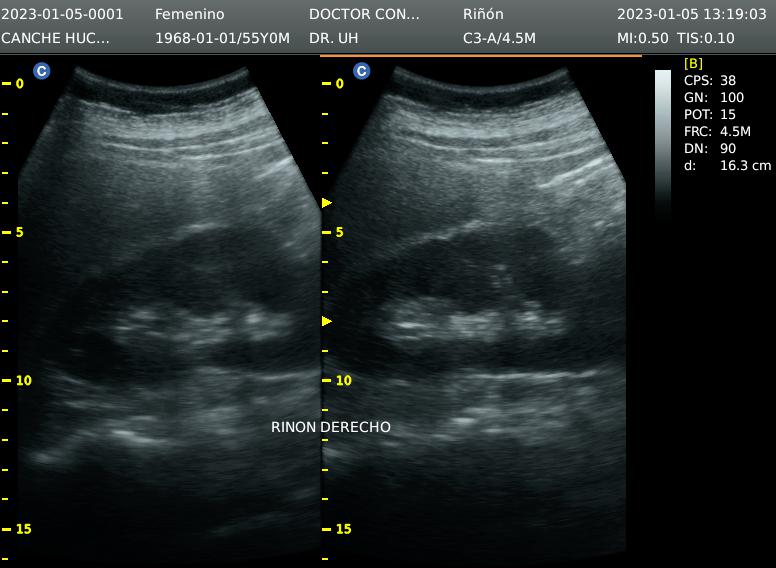 2023-01-05-0001 Femenino DOCTOR CON... Riñón 2023-01-05 13:19:03
CANCHE HUC... 1968-01-01/55Y0M DR. UH C3-A/4.5M MI:0.50 TIS:0.10
C C
[B]
0 0
CPS: 38
GN: 100
POT: 15
FRC: 4.5M
DN: 90
d: 16.3 cm
5 5
10 10
RINON DERECHO
15 15